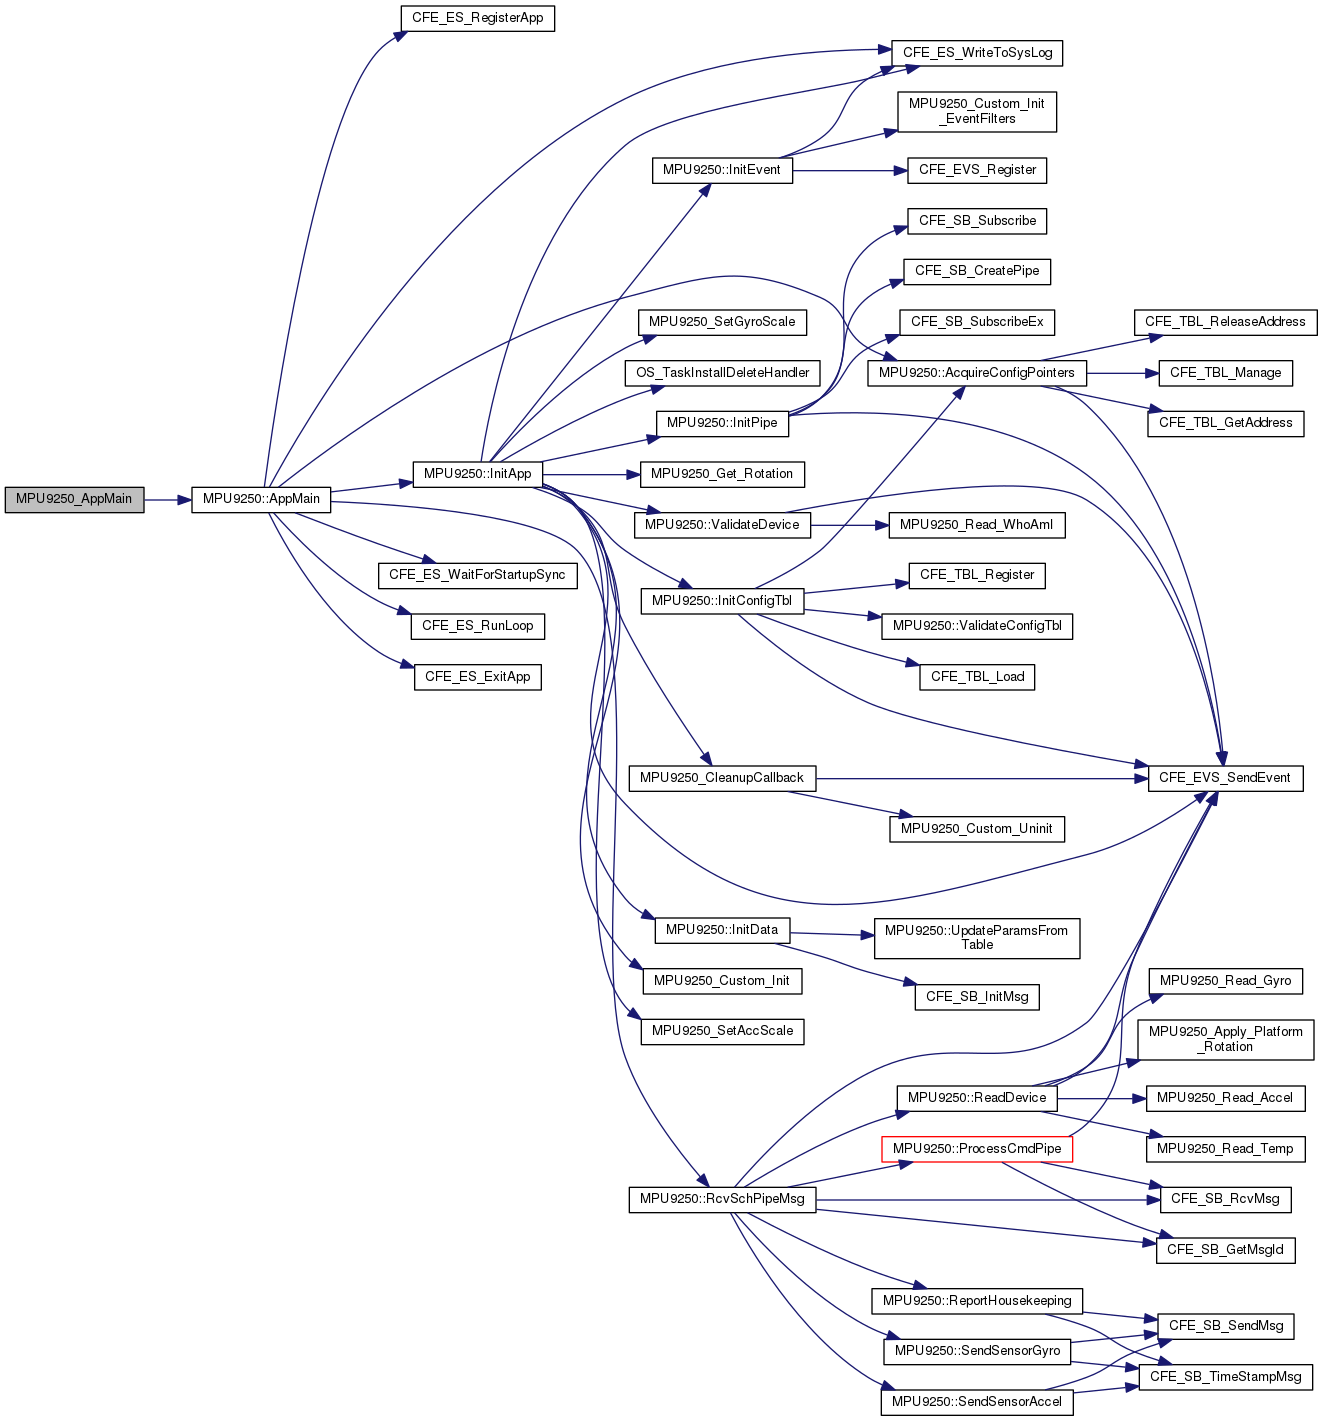 CFE_ES_RegisterApp
CFE_ES_WriteToSysLog
MPU9250_Custom_Init
_EventFilters
MPU9250::InitEvent
CFE_EVS_Register
CFE_SB_Subscribe
CFE_SB_CreatePipe
MPU9250_SetGyroScale
CFE_SB_SubscribeEx
CFE_TBL_ReleaseAddress
OS_TaskInstallDeleteHandler
MPU9250::AcquireConfigPointers
CFE_TBL_Manage
MPU9250::InitPipe
CFE_TBL_GetAddress
MPU9250::InitApp
MPU9250_Get_Rotation
MPU9250_AppMain
MPU9250::AppMain
MPU9250::ValidateDevice
MPU9250_Read_WhoAmI
CFE_ES_WaitForStartupSync
CFE_TBL_Register
MPU9250::InitConfigTbl
CFE_ES_RunLoop
MPU9250::ValidateConfigTbl
CFE_ES_ExitApp
CFE_TBL_Load
MPU9250_CleanupCallback
CFE_EVS_SendEvent
MPU9250_Custom_Uninit
MPU9250::InitData
MPU9250::UpdateParamsFrom
Table
MPU9250_Custom_Init
MPU9250_Read_Gyro
CFE_SB_InitMsg
MPU9250_SetAccScale
MPU9250_Apply_Platform
_Rotation
MPU9250::ReadDevice
MPU9250_Read_Accel
MPU9250::ProcessCmdPipe
MPU9250_Read_Temp
MPU9250::RcvSchPipeMsg
CFE_SB_RcvMsg
CFE_SB_GetMsgId
MPU9250::ReportHousekeeping
CFE_SB_SendMsg
MPU9250::SendSensorGyro
CFE_SB_TimeStampMsg
MPU9250::SendSensorAccel